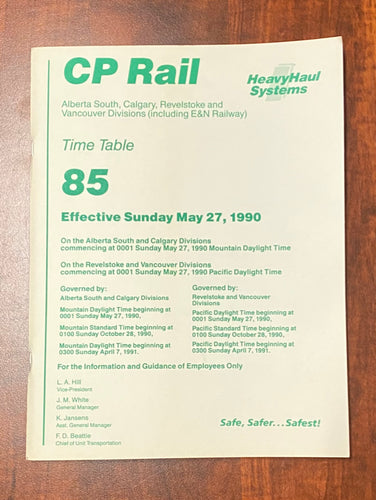 CP Rail
HeavyHaul
Systems
Alberta South, Calgary, Revelstoke and
Vancouver Divisions (including E&N Railway)
Time Table
85
Effective Sunday May 27, 1990
On the Alberta South and Calgary Divisions
commencing at 0001 Sunday May 27, 1990 Mountain Daylight Time
On the Revelstoke and Vancouver Divisions
commencing at 0001 Sunday May 27, 1990 Pacific Daylight Time
Governed by:
Alberta South and Calgary Divisions
Mountain Daylight Time beginning at
0001 Sunday May 27, 1990,
Mountain Standard Time beginning at
0100 Sunday October 28, 1990,
Mountain Daylight Time beginning at
0300 Sunday April 7, 1991.
Governed by:
Revelstoke and Vancouver
Divisions
Pacific Daylight Time beginning at
0001 Sunday May 27, 1990,
Pacific Standard Time beginning at
0100 Sunday October 28, 1990,
Pacific Daylight Time beginning at
0300 Sunday April 7, 1991.
For the Information and Guidance of Employees Only
L. A. Hill
Vice-President
J. M. White
General Manager
K. Jansens
Asst. General Manager
F. D. Beattie
Chief of Unit Transportation
Safe, Safer...Safest!